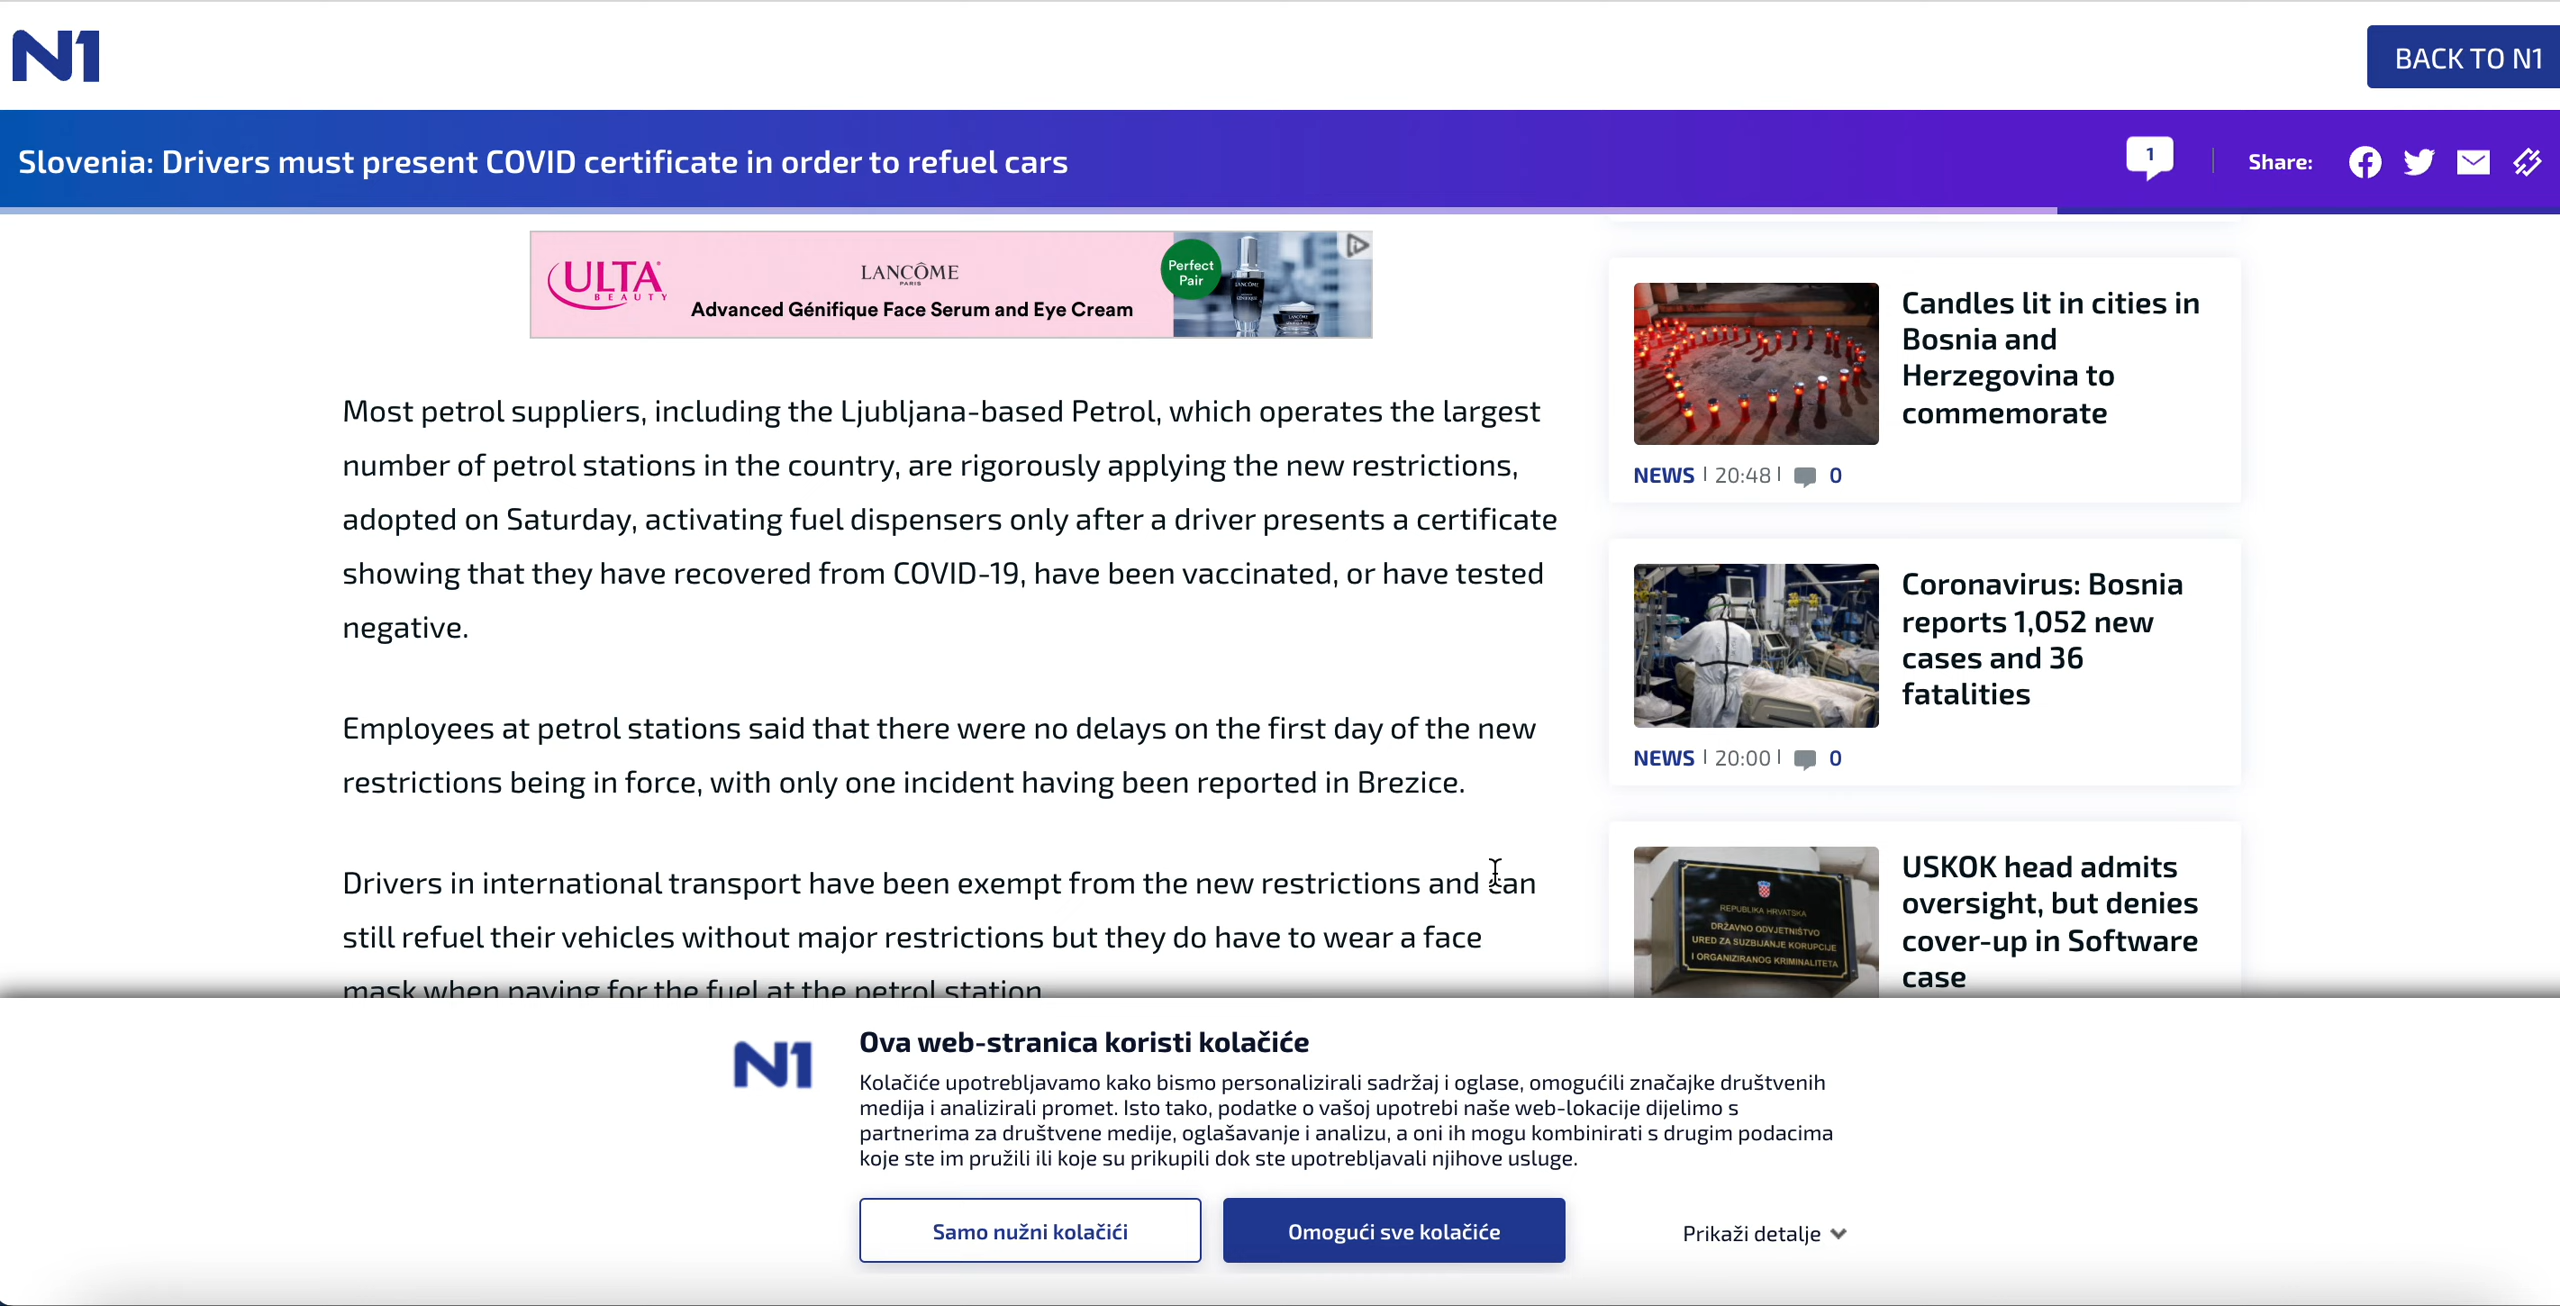 N1
BACK TO N1
Slovenia: Drivers must present COVID certificate in order to refuel cars
1
Share:
ULTA
BEAUTY
LANCÔME
PARIS
Advanced Génifique Face Serum and Eye Cream
Perfect
Pair
Most petrol suppliers, including the Ljubljana-based Petrol, which operates the largest
number of petrol stations in the country, are rigorously applying the new restrictions,
adopted on Saturday, activating fuel dispensers only after a driver presents a certificate
showing that they have recovered from COVID-19, have been vaccinated, or have tested
negative.
Employees at petrol stations said that there were no delays on the first day of the new
restrictions being in force, with only one incident having been reported in Brezice.
Drivers in international transport have been exempt from the new restrictions and can
still refuel their vehicles without major restrictions but they do have to wear a face
mask when paying for the fuel at the petrol station
Candles lit in cities in
Bosnia and
Herzegovina to
commemorate
NEWS | 20:48 | 0
Coronavirus: Bosnia
reports 1,052 new
cases and 36
fatalities
NEWS | 20:00 | 0
REPUBLIKA HRVATSKA
DRŽAVNO ODVJETNIŠTVO
URED ZA SUZBIJANJE KORUPCIJE
I ORGANIZIRANOG KRIMINALITETA
USKOK head admits
oversight, but denies
cover-up in Software
case
N1
Ova web-stranica koristi kolačiće
Kolačiće upotrebljavamo kako bismo personalizirali sadržaj i oglase, omogućili značajke društvenih
medija i analizirali promet. Isto tako, podatke o vašoj upotrebi naše web-lokacije dijelimo s
partnerima za društvene medije, oglašavanje i analizu, a oni ih mogu kombinirati s drugim podacima
koje ste im pružili ili koje su prikupili dok ste upotrebljavali njihove usluge.
Samo nužni kolačići
Omogući sve kolačiće
Prikaži detalje